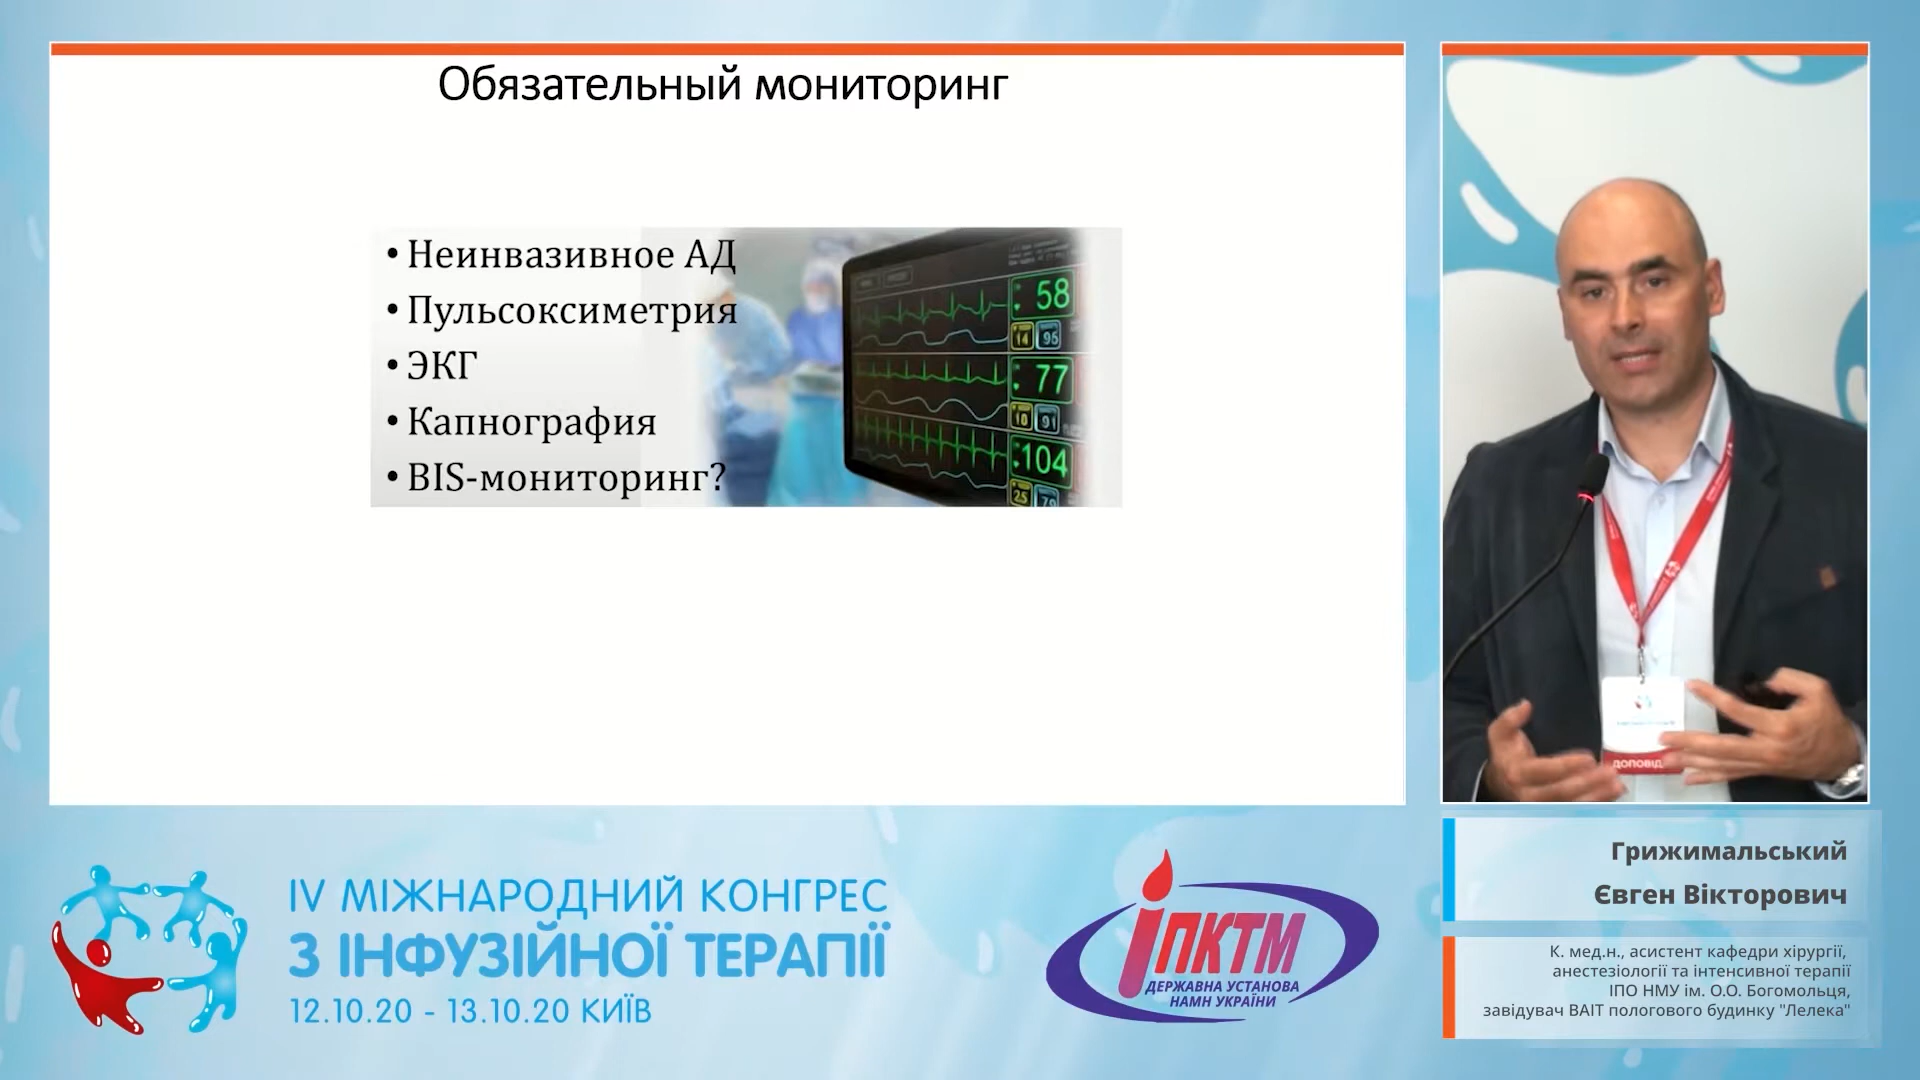 Обязательный мониторинг
• Неинвазивное АД
• Пульсоксиметрия
• ЭКГ
• Капнография
• BIS-мониторинг?
58
14 95
77
10 91
104
25 79
ДОПОВІД
Грижимальський
Євген Вікторович
К. мед.н., асистент кафедри хірургії,
анестезіології та інтенсивної терапії
ІПО НМУ ім. О.О. Богомольця,
завідувач ВАІТ пологового будинку "Лелека"
IV МІЖНАРОДНИЙ КОНГРЕС
З ІНФУЗІЙНОЇ ТЕРАПІЇ
12.10.20 - 13.10.20 КИЇВ
ІПКТМ
ДЕРЖАВНА УСТАНОВА
НАМН УКРАЇНИ